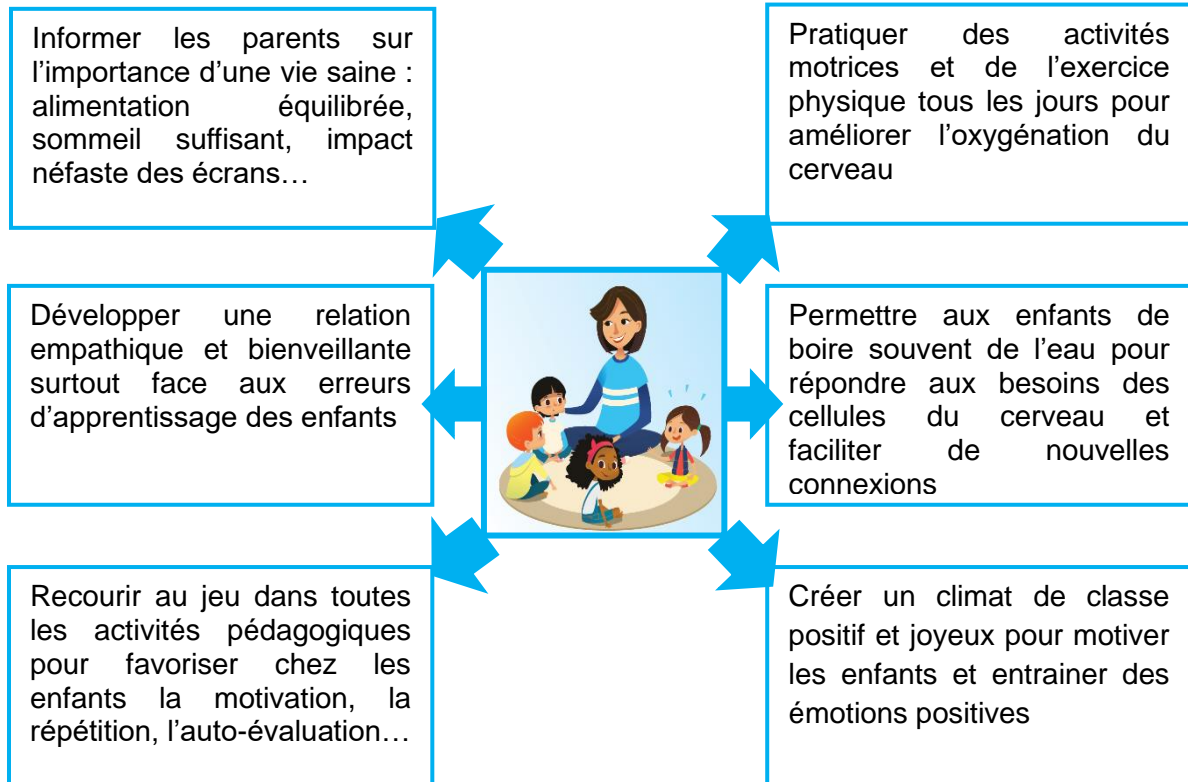 Informer les parents sur
l’importance d’une vie saine :
alimentation équilibrée,
sommeil suffisant, impact
néfaste des écrans…
Pratiquer des activités
motrices et de l’exercice
physique tous les jours pour
améliorer l’oxygénation du
cerveau
Développer une relation
empathique et bienveillante
surtout face aux erreurs
d’apprentissage des enfants
Permettre aux enfants de
boire souvent de l’eau pour
répondre aux besoins des
cellules du cerveau et
faciliter de nouvelles
connexions
Recourir au jeu dans toutes
les activités pédagogiques
pour favoriser chez les
enfants la motivation, la
répétition, l’auto-évaluation…
Créer un climat de classe
positif et joyeux pour motiver
les enfants et entrainer des
émotions positives